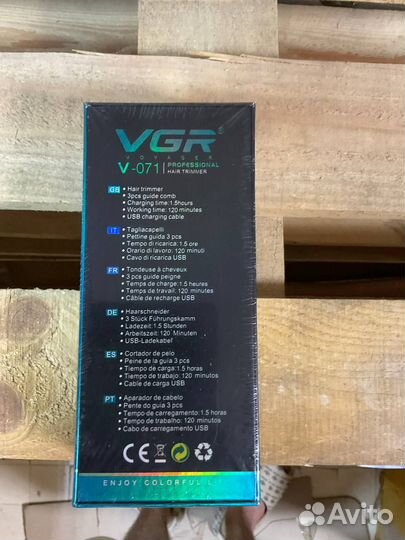 VGR®
VOYAGER
V-071 PROFESSIONAL
HAIR TRIMMER
GB • Hair trimmer
• 3pcs guide comb
• Charging time:1.5hours
• Working time: 120 minutes
• USB charging cable
IT • Tagliacapelli
• Pettine guida 3 pcs
• Tempo di ricarica:1.5 ore
• Orario di lavoro: 120 minuti
• Cavo di ricarica USB
FR • Tondeuse à cheveux
• 3 pcs guide peigne
• Temps de charge:1.5 heures
• Temps de travail: 120 minutes
• Câble de recharge USB
DE • Haarschneider
• 3 Stück Führungskamm
• Ladezeit:1.5 Stunden
• Arbeitszeit: 120 Minuten
• USB-Ladekabel
ES • Cortador de pelo
• Peine de la guía 3 pcs
• Tiempo de carga:1.5 horas
• Tiempo de trabajo: 120 minutos
• Cable de carga USB
PT • Aparador de cabelo
• Pente do guia 3 pcs
• Tempo de carregamento:1.5 horas
• Tempo de trabalho: 120 minutos
• Cabo de carregamento USB
CE
ENJOY COLORFUL
Avito